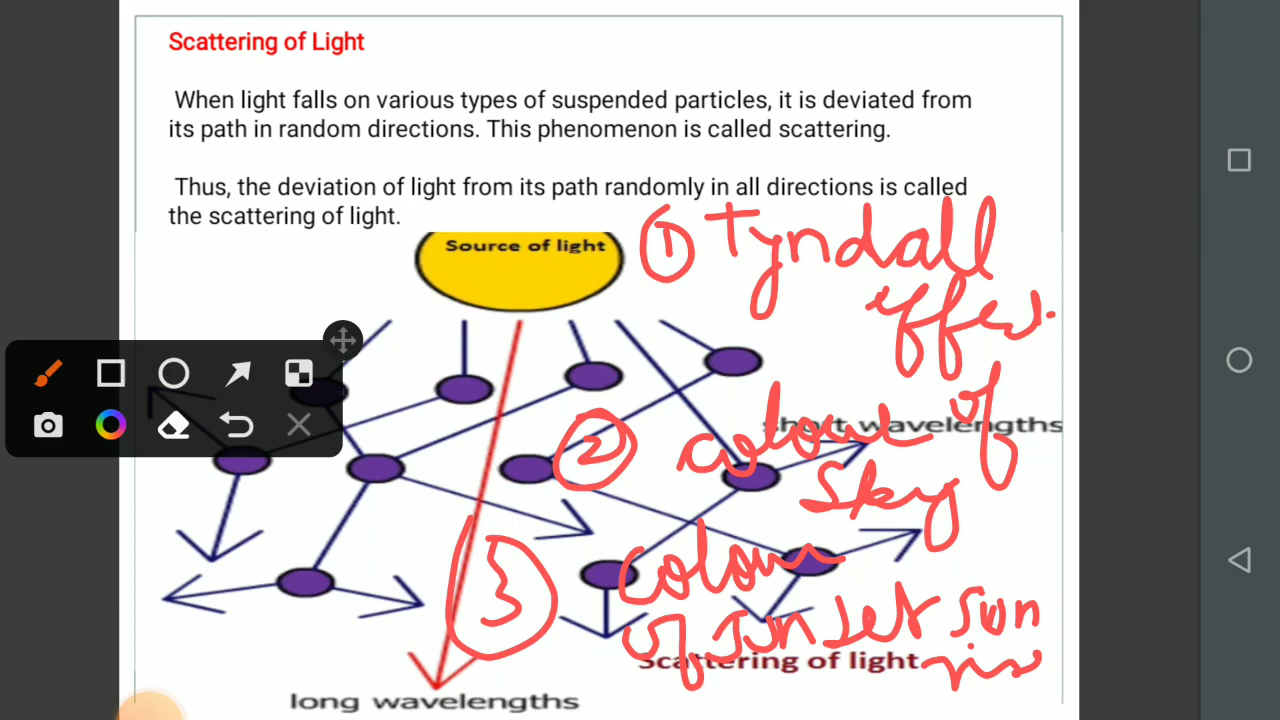 Scattering of Light
When light falls on various types of suspended particles, it is deviated from
its path in random directions. This phenomenon is called scattering.
Thus, the deviation of light from its path randomly in all directions is called
the scattering of light.
Source of light
① Tyndall
effect
short wavelengths
② colour of
Sky
③ colour
of sunset sun
rise
Scattering of light
long wavelengths